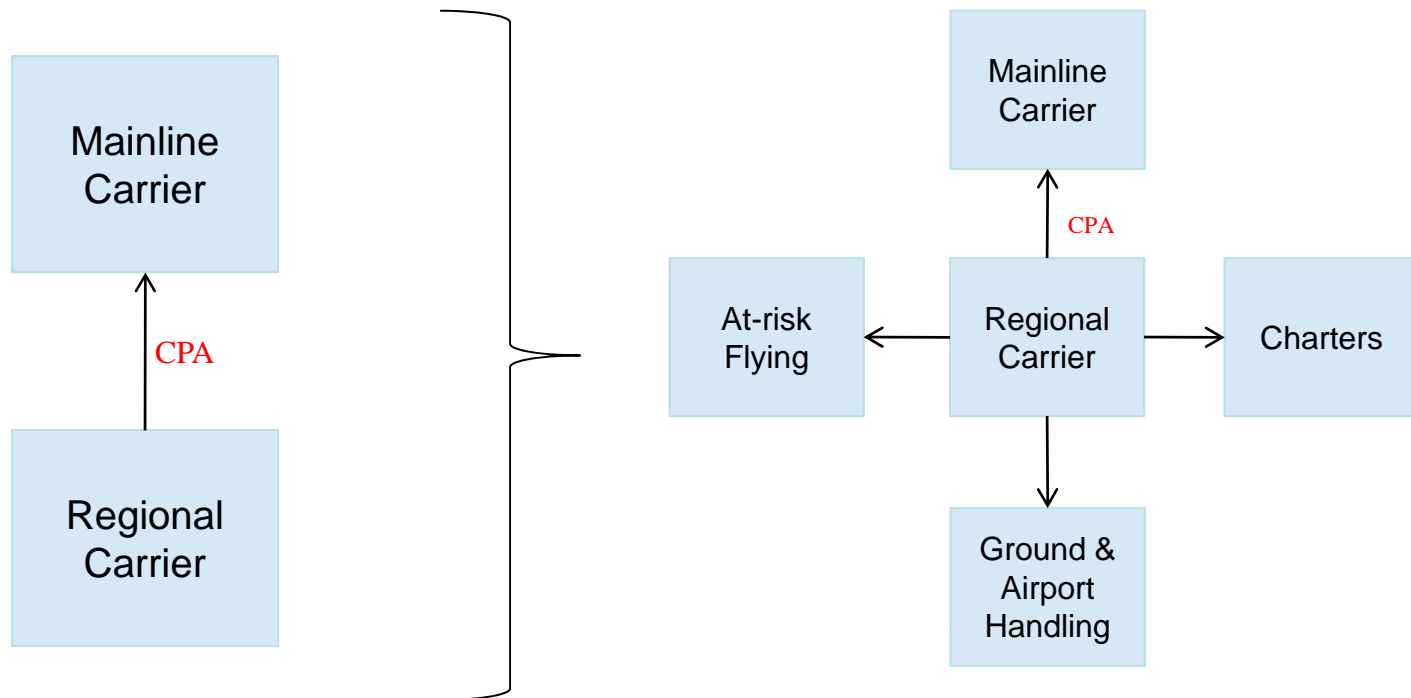 Mainline
Carrier
CPA
Regional
Carrier
Mainline
Carrier
CPA
At-risk
Flying
Regional
Carrier
Charters
Ground &
Airport
Handling